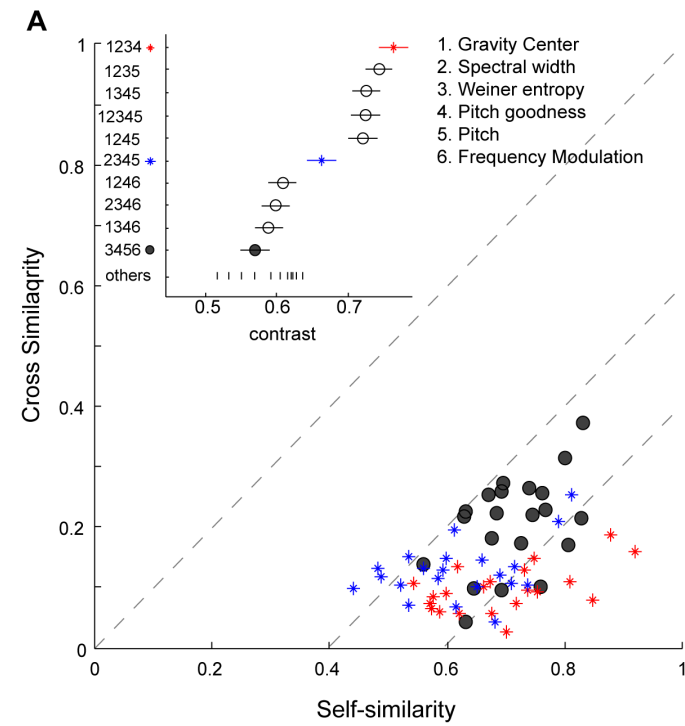 A
1234
1235
1345
12345
1245
2345
1246
2346
1346
3456
others
0.5 0.6 0.7
contrast
1. Gravity Center
2. Spectral width
3. Weiner entropy
4. Pitch goodness
5. Pitch
6. Frequency Mødulation
1
0.8
0.6
0.4
0.2
0
Cross Similaqrity
0 0.2 0.4 0.6 0.8 1
Self-similarity